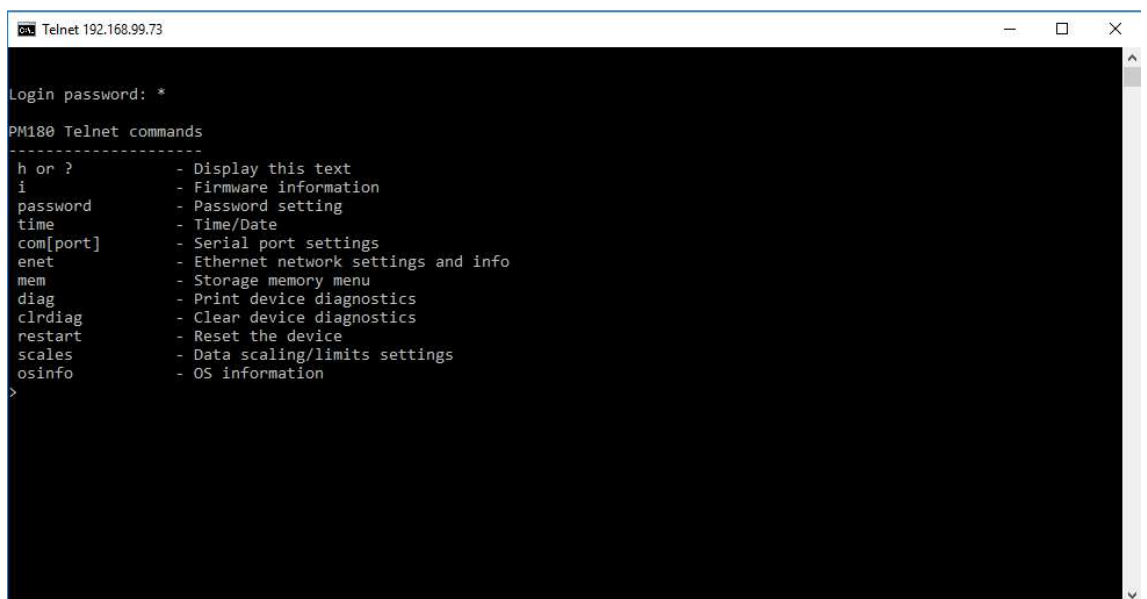 Telnet 192.168.99.73
Login password: *
PM180 Telnet commands
---------------------
h or ? - Display this text
i - Firmware information
password - Password setting
time - Time/Date
com[port] - Serial port settings
enet - Ethernet network settings and info
mem - Storage memory menu
diag - Print device diagnostics
clrdiag - Clear device diagnostics
restart - Reset the device
scales - Data scaling/limits settings
osinfo - OS information
>